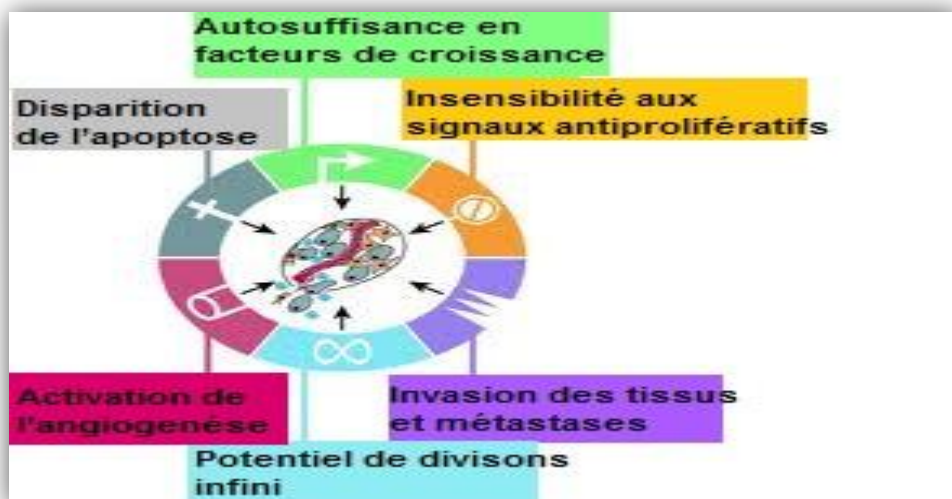 Autosuffisance en
facteurs de croissance
Disparition
de l'apoptose
Insensibilité aux
signaux antiprolifératifs
Activation de
l'angiogenèse
Invasion des tissus
et métastases
Potentiel de divisons
infini